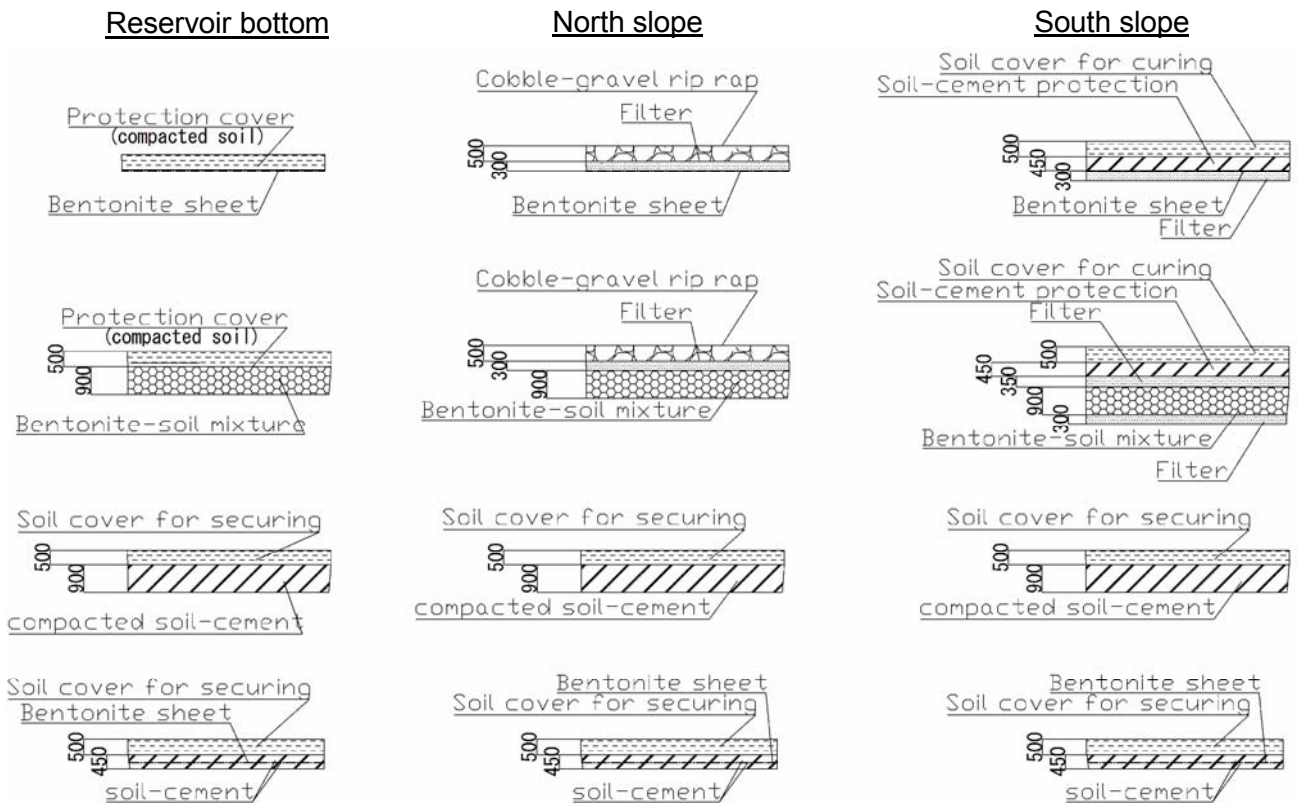 Reservoir bottom
North slope
South slope
Protection cover
(compacted soil)
Bentonite sheet
Cobble-gravel rip rap
Filter
500
300
Bentonite sheet
Soil cover for curing
Soil-cement protection
500
450
300
Bentonite sheet
Filter
Protection cover
(compacted soil)
500
900
Bentonite-soil mixture
Cobble-gravel rip rap
Filter
500
300
900
Bentonite-soil mixture
Soil cover for curing
Soil-cement protection
Filter
500
450
350
900
300
Bentonite-soil mixture
Filter
Soil cover for securing
500
900
compacted soil-cement
Soil cover for securing
500
900
compacted soil-cement
Soil cover for securing
500
900
compacted soil-cement
Soil cover for securing
Bentonite sheet
500
450
soil-cement
Bentonite sheet
Soil cover for securing
500
450
soil-cement
Bentonite sheet
Soil cover for securing
500
450
soil-cement